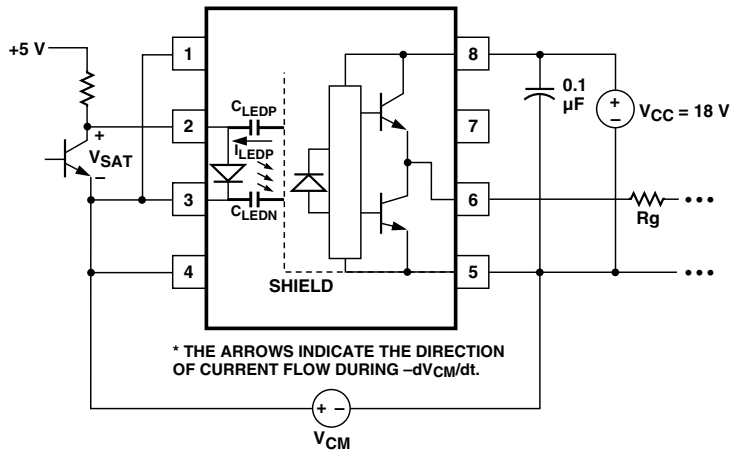 +5 V
1
8
C_LEDP
0.1
µF
2
7
+
V_SAT
I_LEDP
+
V_CC = 18 V
–
–
3
C_LEDN
6
Rg
•••
4
SHIELD
5
•••
* THE ARROWS INDICATE THE DIRECTION
OF CURRENT FLOW DURING –dV_CM/dt.
+ –
V_CM